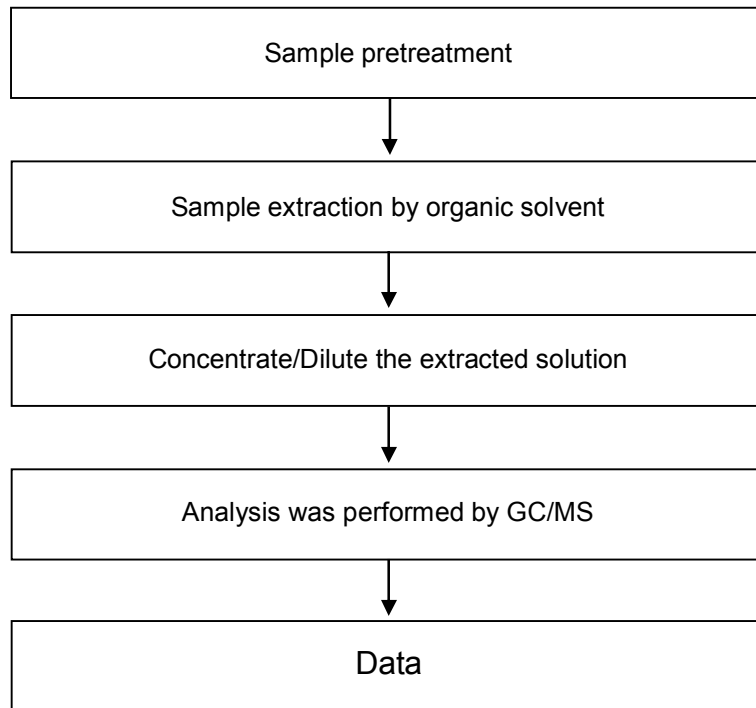 Sample pretreatment
Sample extraction by organic solvent
Concentrate/Dilute the extracted solution
Analysis was performed by GC/MS
Data